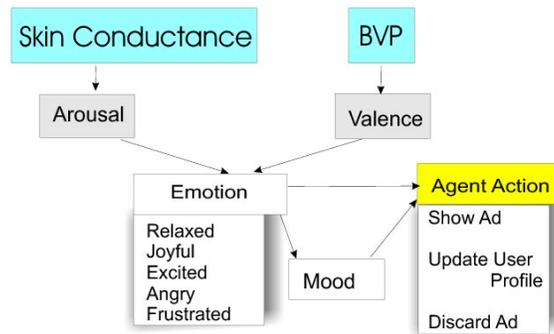 Skin Conductance
BVP
Arousal
Valence
Emotion
Relaxed
Joyful
Excited
Angry
Frustrated
Mood
Agent Action
Show Ad
Update User
Profile
Discard Ad